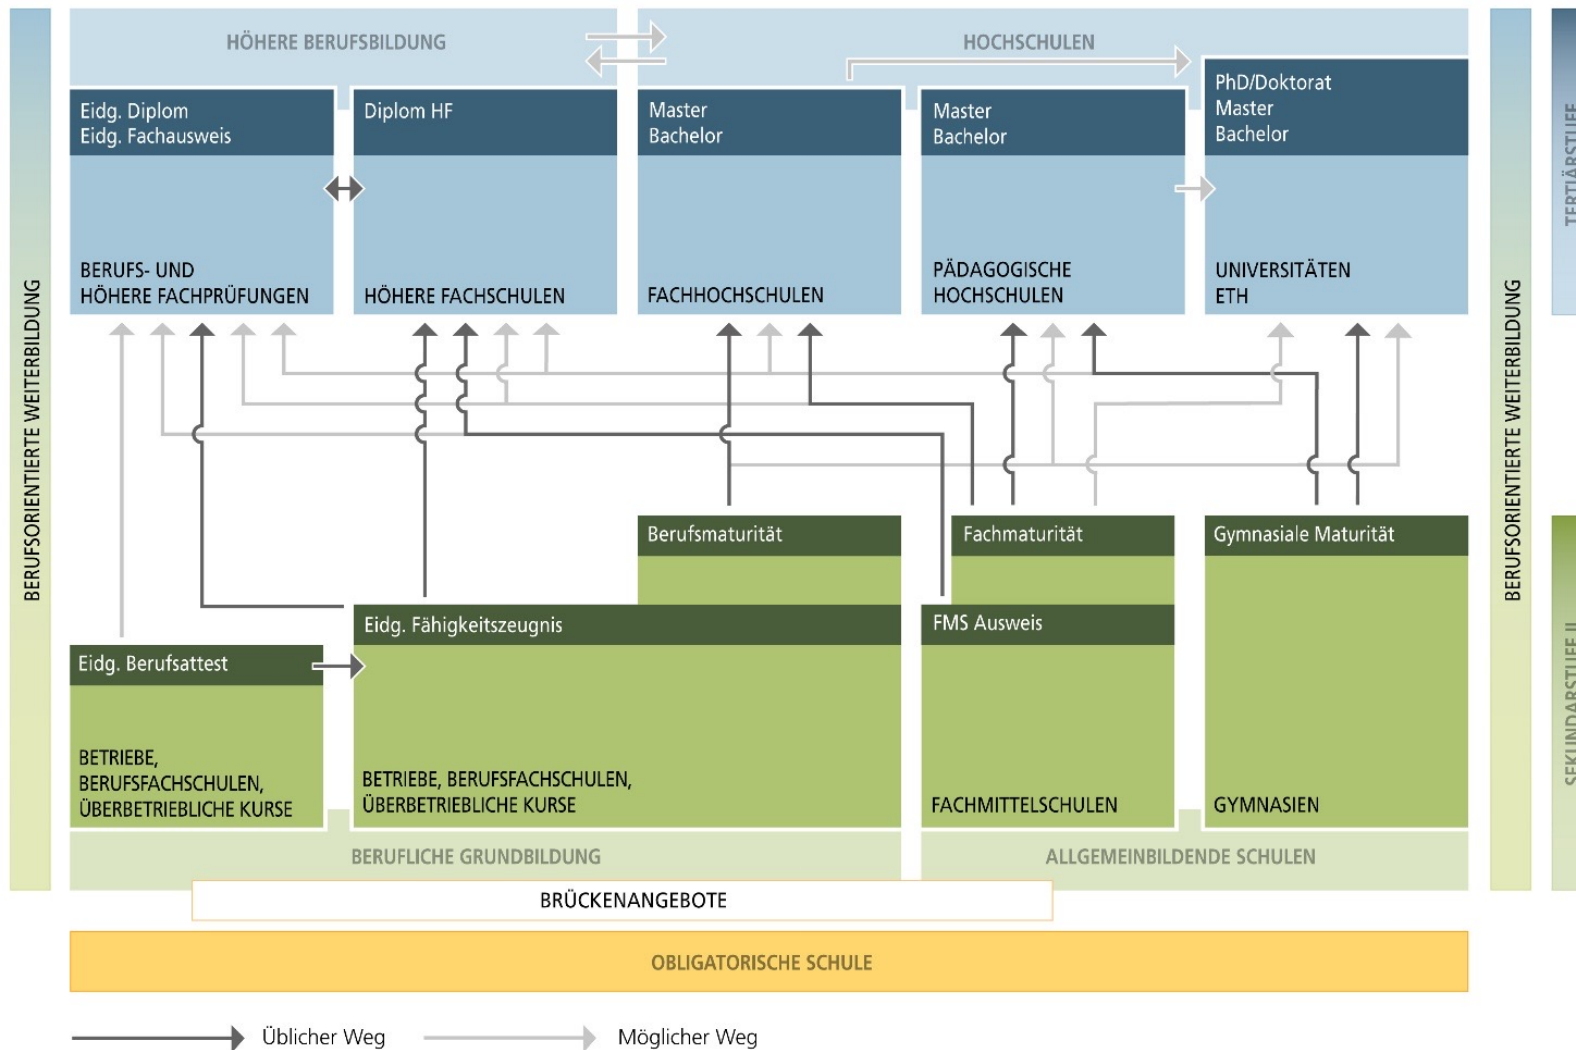 HÖHERE BERUFSBILDUNG
HOCHSCHULEN
Eidg. Diplom
Eidg. Fachausweis
Diplom HF
Master
Bachelor
Master
Bachelor
PhD/Doktorat
Master
Bachelor
BERUFS- UND
HÖHERE FACHPRÜFUNGEN
HÖHERE FACHSCHULEN
FACHHOCHSCHULEN
PÄDAGOGISCHE
HOCHSCHULEN
UNIVERSITÄTEN
ETH
BERUFSORIENTIERTE WEITERBILDUNG
BERUFSORIENTIERTE WEITERBILDUNG
TERTIÄRSTUFE
SEKUNDARSTUFE II
Berufsmaturität
Fachmaturität
Gymnasiale Maturität
Eidg. Fähigkeitszeugnis
FMS Ausweis
Eidg. Berufsattest
BETRIEBE,
BERUFSFACHSCHULEN,
ÜBERBETRIEBLICHE KURSE
BETRIEBE, BERUFSFACHSCHULEN,
ÜBERBETRIEBLICHE KURSE
FACHMITTELSCHULEN
GYMNASIEN
BERUFLICHE GRUNDBILDUNG
ALLGEMEINBILDENDE SCHULEN
BRÜCKENANGEBOTE
OBLIGATORISCHE SCHULE
Üblicher Weg
Möglicher Weg